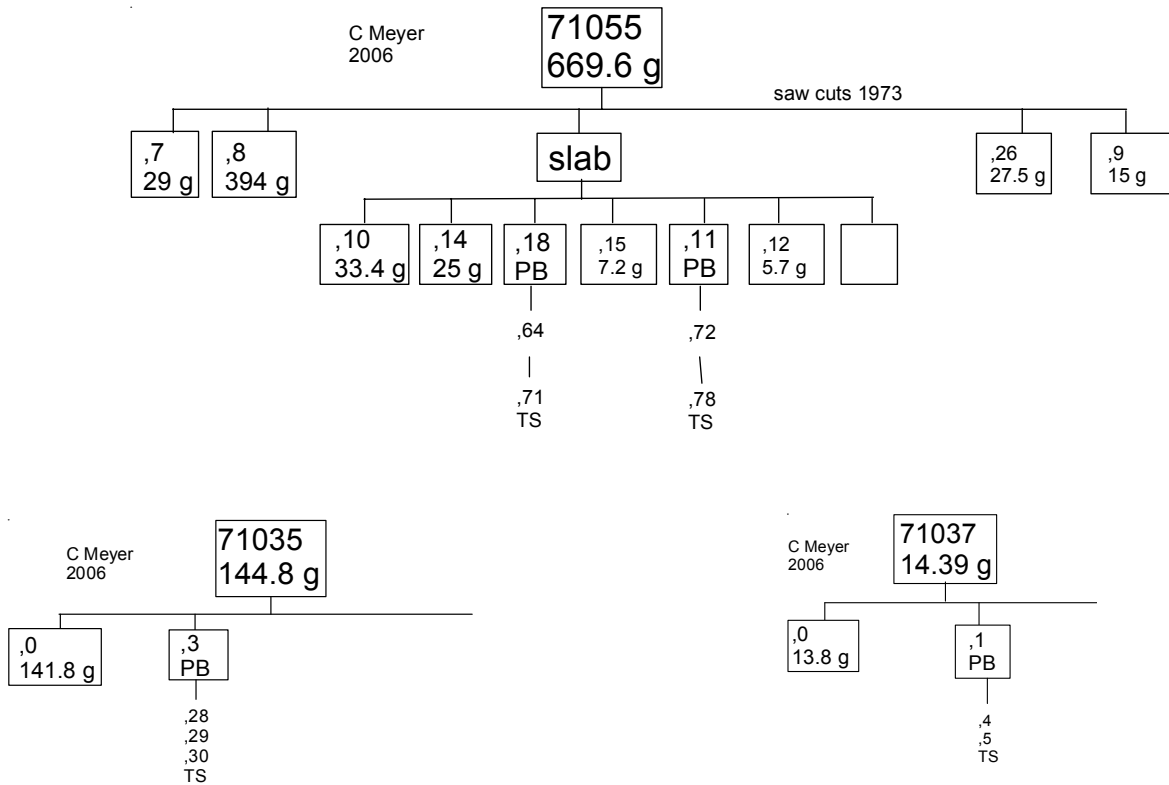 C Meyer
2006
71055
669.6 g
saw cuts 1973
,7
29 g
,8
394 g
slab
,26
27.5 g
,9
15 g
,10
33.4 g
,14
25 g
,18
PB
,15
7.2 g
,11
PB
,12
5.7 g
,64
,72
,71
TS
,78
TS
C Meyer
2006
71035
144.8 g
,0
141.8 g
,3
PB
,28
,29
,30
TS
C Meyer
2006
71037
14.39 g
,0
13.8 g
,1
PB
,4
,5
TS